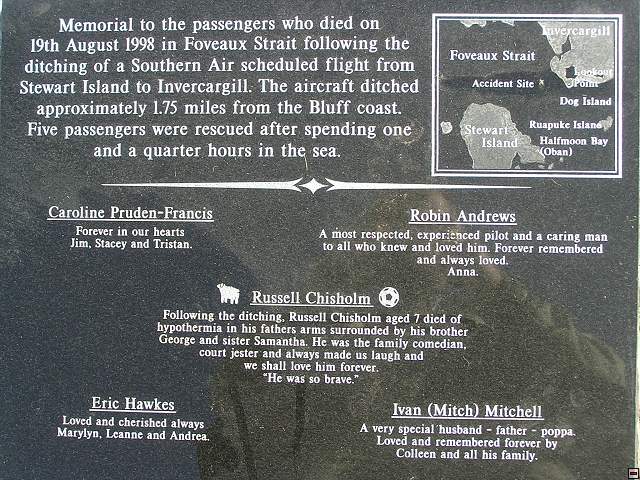 Memorial to the passengers who died on
19th August 1998 in Foveaux Strait following the
ditching of a Southern Air scheduled flight from
Stewart Island to Invercargill. The aircraft ditched
approximately 1.75 miles from the Bluff coast.
Five passengers were rescued after spending one
and a quarter hours in the sea.
Invercargill
Foveaux Strait
Lookout
Point
Accident Site
Dog Island
Ruapuke Island
Stewart
Island
Halfmoon Bay
(Oban)
Caroline Pruden-Francis
Forever in our hearts
Jim, Stacey and Tristan.
Robin Andrews
A most respected, experienced pilot and a caring man
to all who knew and loved him. Forever remembered
and always loved.
Anna.
Russell Chisholm
Following the ditching, Russell Chisholm aged 7 died of
hypothermia in his fathers arms surrounded by his brother
George and sister Samantha. He was the family comedian,
court jester and always made us laugh and
we shall love him forever.
"He was so brave."
Eric Hawkes
Loved and cherished always
Marylyn, Leanne and Andrea.
Ivan (Mitch) Mitchell
A very special husband - father - poppa.
Loved and remembered forever by
Colleen and all his family.